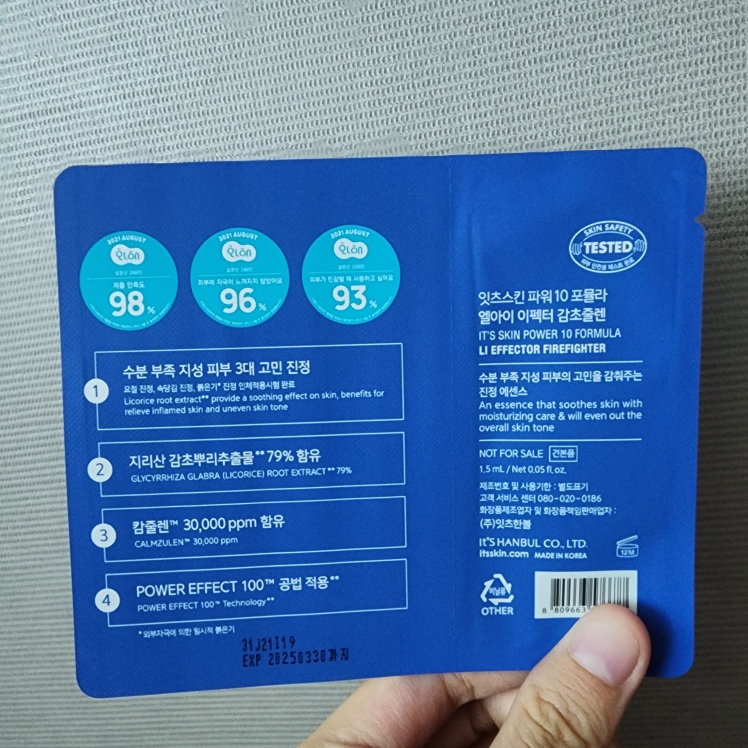 2021 AUGUST
제품 만족도
98%
2021 AUGUST
피부에 자극이 느껴지지 않았어요
96%
2021 AUGUST
피부가 민감할 때 사용하고 싶어요
93%
1
수분 부족 지성 피부 3대 고민 진정
요철 진정, 속당김 진정, 붉은기* 진정 인체적용시험 완료
Licorice root extract** provide a soothing effect on skin, benefits for
relieve inflamed skin and uneven skin tone
2
지리산 감초뿌리추출물** 79% 함유
GLYCYRRHIZA GLABRA (LICORICE) ROOT EXTRACT** 79%
3
캄줄렌™ 30,000 ppm 함유
CALMZULEN™ 30,000 ppm
4
POWER EFFECT 100™ 공법 적용**
POWER EFFECT 100™ Technology**
*외부자극에 의한 일시적 붉은기
31J21119
EXP 20250330까지
SKIN SAFETY
TESTED
피부 안전성 테스트 완료
잇츠스킨 파워 10 포뮬라
엘아이 이펙터 감초줄렌
IT'S SKIN POWER 10 FORMULA
LI EFFECTOR FIREFIGHTER
수분 부족 지성 피부의 고민을 감춰주는
진정 에센스
An essence that soothes skin with
moisturizing care & will even out the
overall skin tone
NOT FOR SALE 견본품
1.5 mL / Net 0.05 fl.oz.
제조번호 및 사용기한 : 별도표기
고객 서비스 센터 080-020-0186
화장품제조업자 및 화장품책임판매업자 :
(주)잇츠한불
It'S HANBUL CO., LTD.
itsskin.com MADE IN KOREA
12M
비닐류
OTHER
8 809663